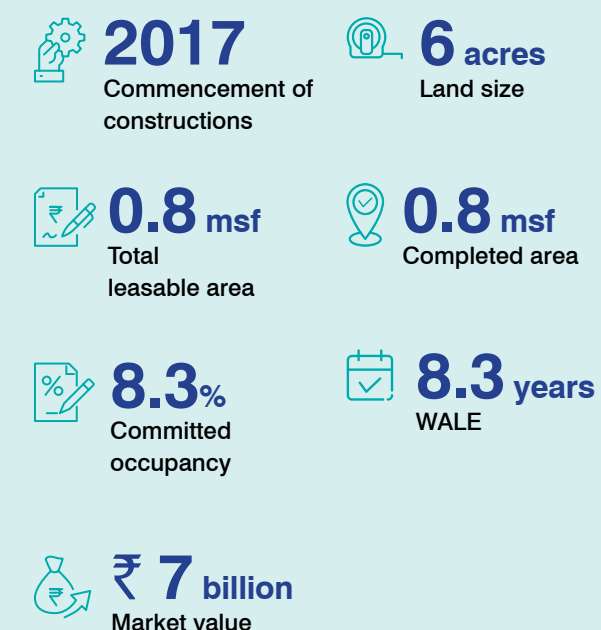 2017
Commencement of
constructions
6 acres
Land size
0.8 msf
Total
leasable area
0.8 msf
Completed area
8.3%
Committed
occupancy
8.3 years
WALE
₹ 7 billion
Market value